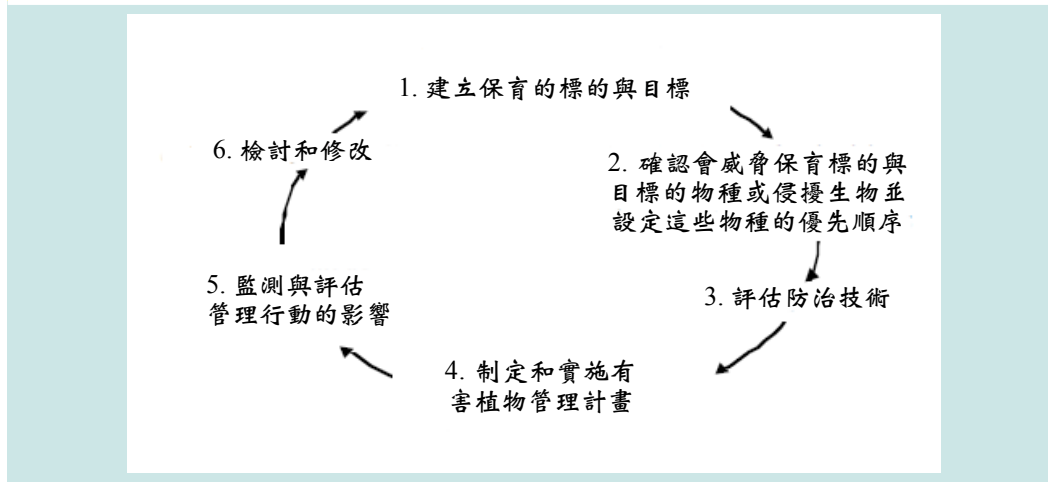 1. 建立保育的標的與目標
2. 確認會威脅保育標的與
目標的物種或侵擾生物並
設定這些物種的優先順序
3. 評估防治技術
4. 制定和實施有
害植物管理計畫
5. 監測與評估
管理行動的影響
6. 檢討和修改